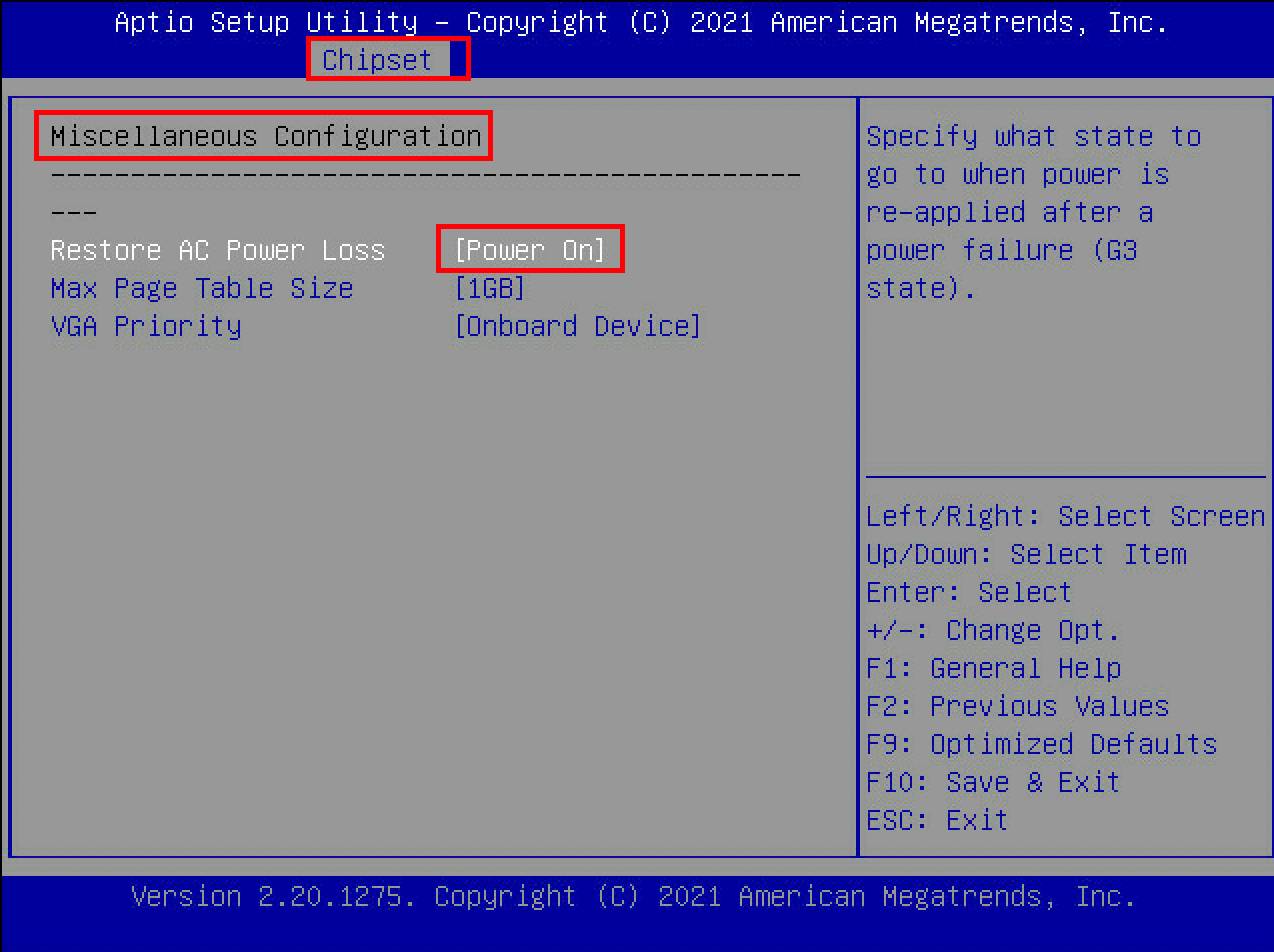 Aptio Setup Utility – Copyright (C) 2021 American Megatrends, Inc.
Chipset
Miscellaneous Configuration
-----------------------------------------------
---
Restore AC Power Loss [Power On]
Max Page Table Size [1GB]
VGA Priority [Onboard Device]
Specify what state to
go to when power is
re-applied after a
power failure (G3
state).
Left/Right: Select Screen
Up/Down: Select Item
Enter: Select
+/-: Change Opt.
F1: General Help
F2: Previous Values
F9: Optimized Defaults
F10: Save & Exit
ESC: Exit
Version 2.20.1275. Copyright (C) 2021 American Megatrends, Inc.